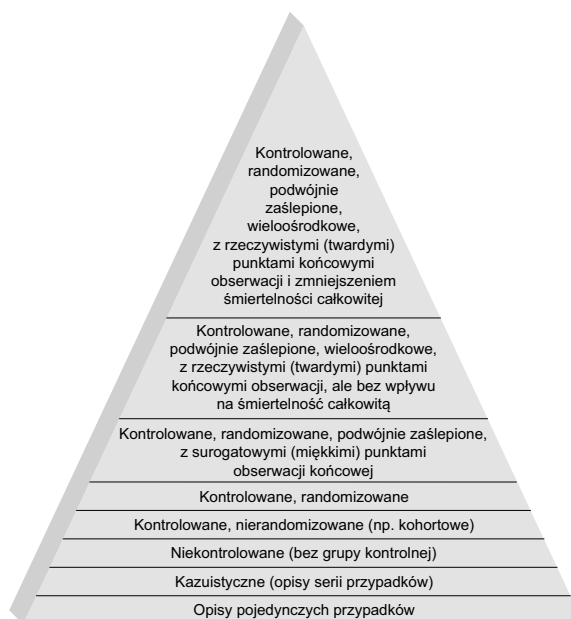 Kontrolowane,
randomizowane,
podwójnie
zaślepione,
wieloośrodkowe,
z rzeczywistymi (twardymi)
punktami końcowymi
obserwacji i zmniejszeniem
śmiertelności całkowitej
Kontrolowane, randomizowane,
podwójnie zaślepione, wieloośrodkowe,
z rzeczywistymi (twardymi) punktami
końcowymi obserwacji, ale bez wpływu
na śmiertelność całkowitą
Kontrolowane, randomizowane, podwójnie zaślepione,
z surogatowymi (miękkimi) punktami
obserwacji końcowej
Kontrolowane, randomizowane
Kontrolowane, nierandomizowane (np. kohortowe)
Niekontrolowane (bez grupy kontrolnej)
Kazuistyczne (opisy serii przypadków)
Opisy pojedynczych przypadków